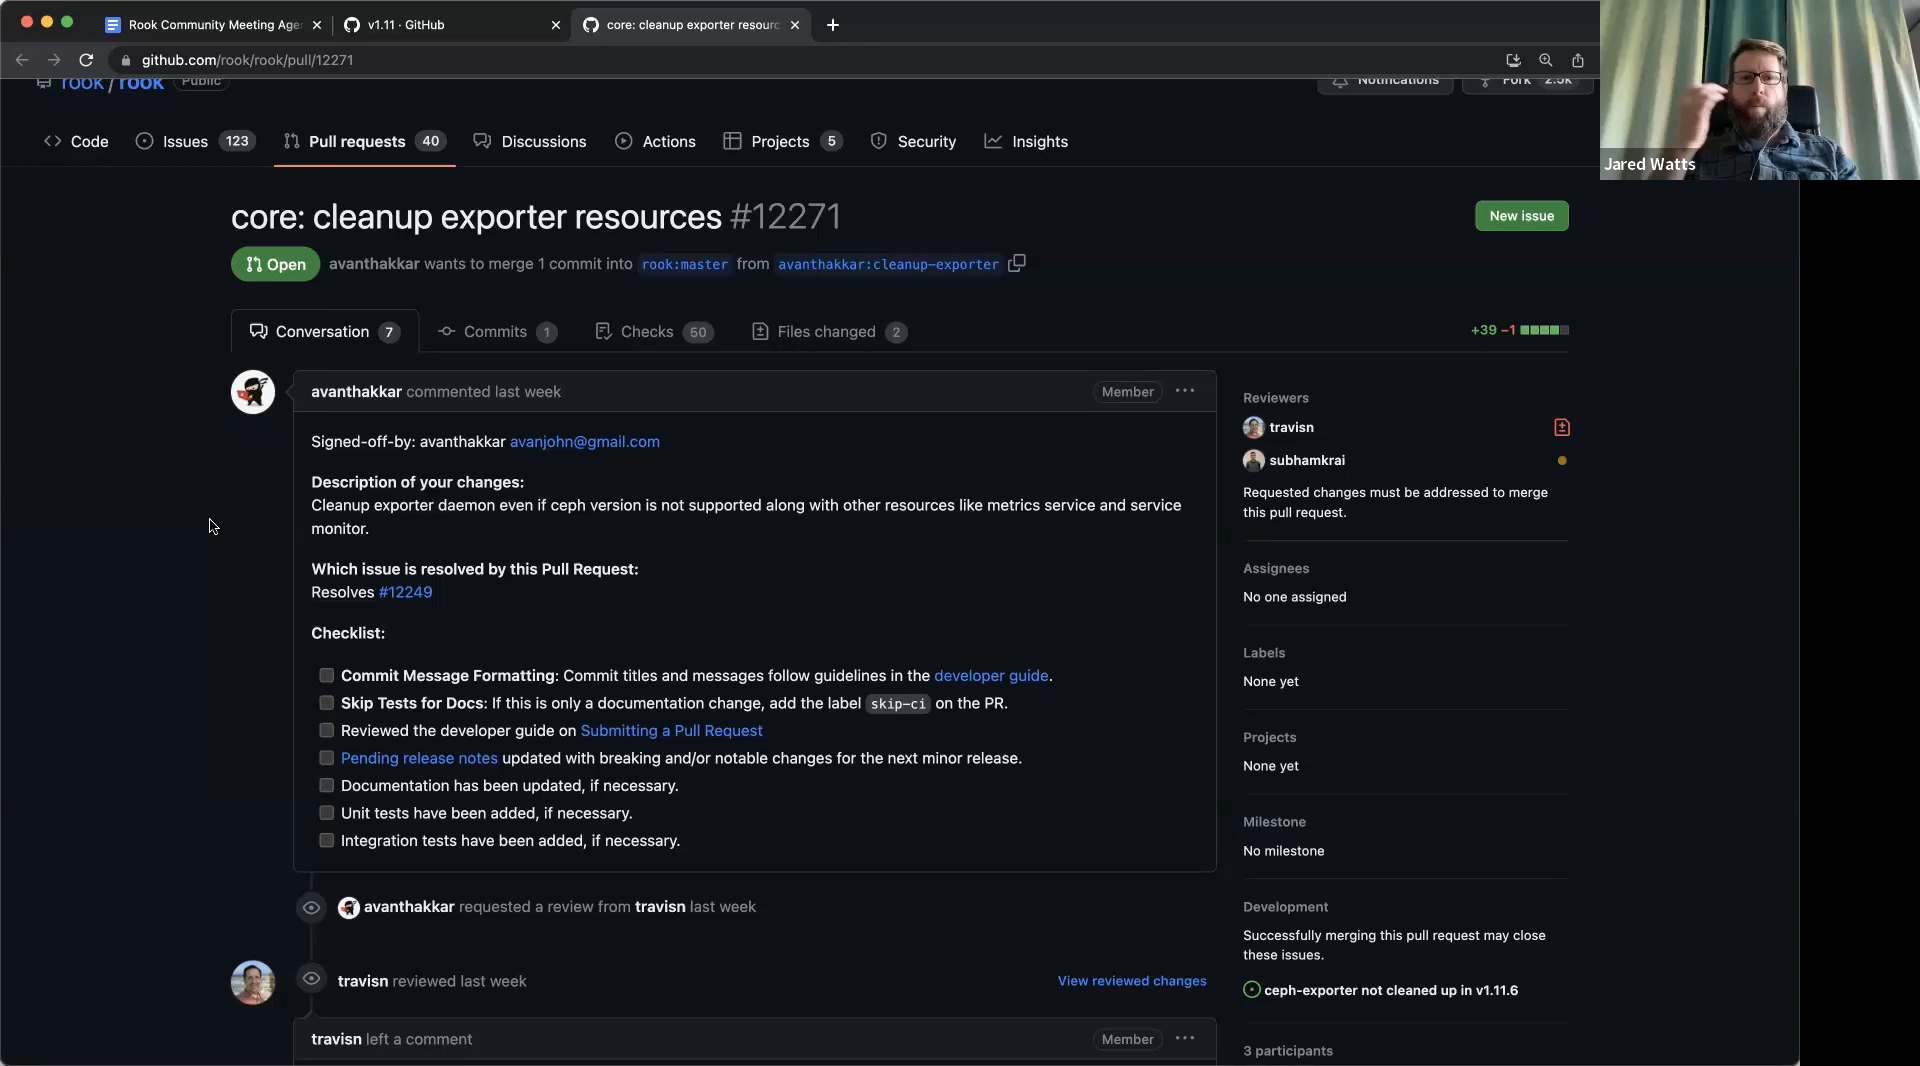 Rook Community Meeting Age
v1.11 · GitHub
core: cleanup exporter resourc
github.com/rook/rook/pull/12271
rook / rook Public
Notifications
Fork 2.5k
Code
Issues 123
Pull requests 40
Discussions
Actions
Projects 5
Security
Insights
Jared Watts
core: cleanup exporter resources #12271
New issue
Open avanthakkar wants to merge 1 commit into rook:master from avanthakkar:cleanup-exporter
Conversation 7
Commits 1
Checks 50
Files changed 2
+39 −1
avanthakkar commented last week
Member
Signed-off-by: avanthakkar avanjohn@gmail.com
Description of your changes:
Cleanup exporter daemon even if ceph version is not supported along with other resources like metrics service and service
monitor.
Which issue is resolved by this Pull Request:
Resolves #12249
Checklist:
Commit Message Formatting: Commit titles and messages follow guidelines in the developer guide.
Skip Tests for Docs: If this is only a documentation change, add the label skip-ci on the PR.
Reviewed the developer guide on Submitting a Pull Request
Pending release notes updated with breaking and/or notable changes for the next minor release.
Documentation has been updated, if necessary.
Unit tests have been added, if necessary.
Integration tests have been added, if necessary.
avanthakkar requested a review from travisn last week
travisn reviewed last week
View reviewed changes
travisn left a comment
Member
Reviewers
travisn
subhamkrai
Requested changes must be addressed to merge
this pull request.
Assignees
No one assigned
Labels
None yet
Projects
None yet
Milestone
No milestone
Development
Successfully merging this pull request may close
these issues.
ceph-exporter not cleaned up in v1.11.6
3 participants